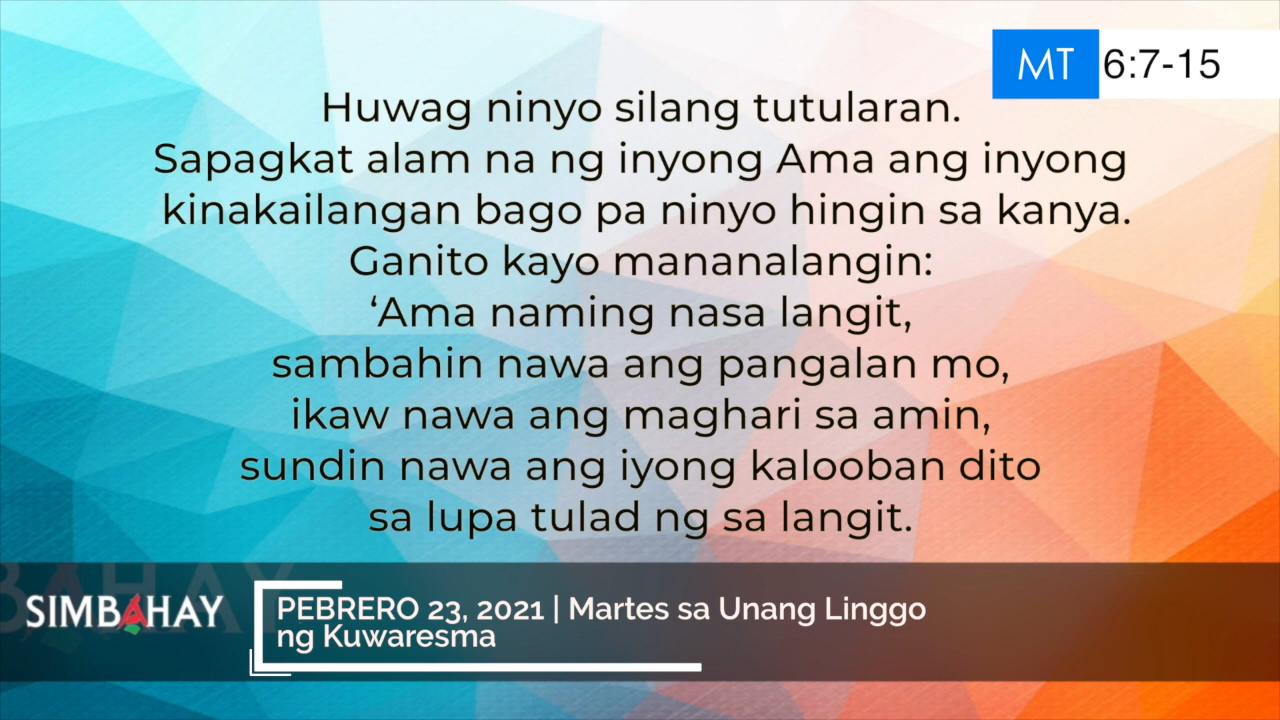 MT 6:7-15
Huwag ninyo silang tutularan.
Sapagkat alam na ng inyong Ama ang inyong
kinakailangan bago pa ninyo hingin sa kanya.
Ganito kayo mananalangin:
‘Ama naming nasa langit,
sambahin nawa ang pangalan mo,
ikaw nawa ang maghari sa amin,
sundin nawa ang iyong kalooban dito
sa lupa tulad ng sa langit.
SIMBAHAY
PEBRERO 23, 2021 | Martes sa Unang Linggo
ng Kuwaresma